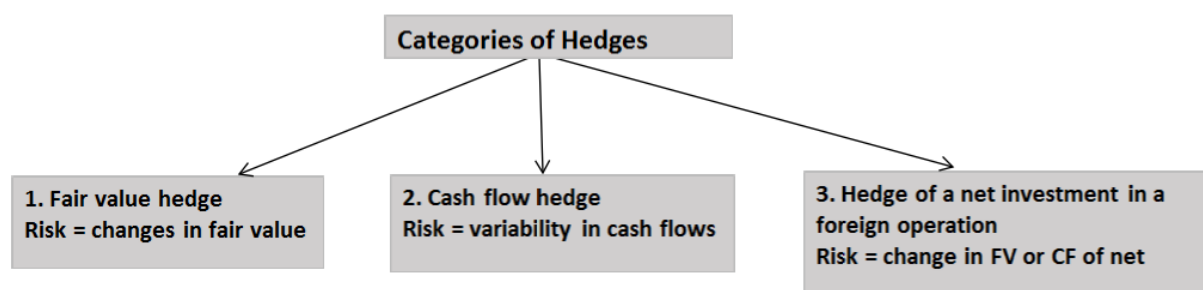 Categories of Hedges
1. Fair value hedge
Risk = changes in fair value
2. Cash flow hedge
Risk = variability in cash flows
3. Hedge of a net investment in a
foreign operation
Risk = change in FV or CF of net